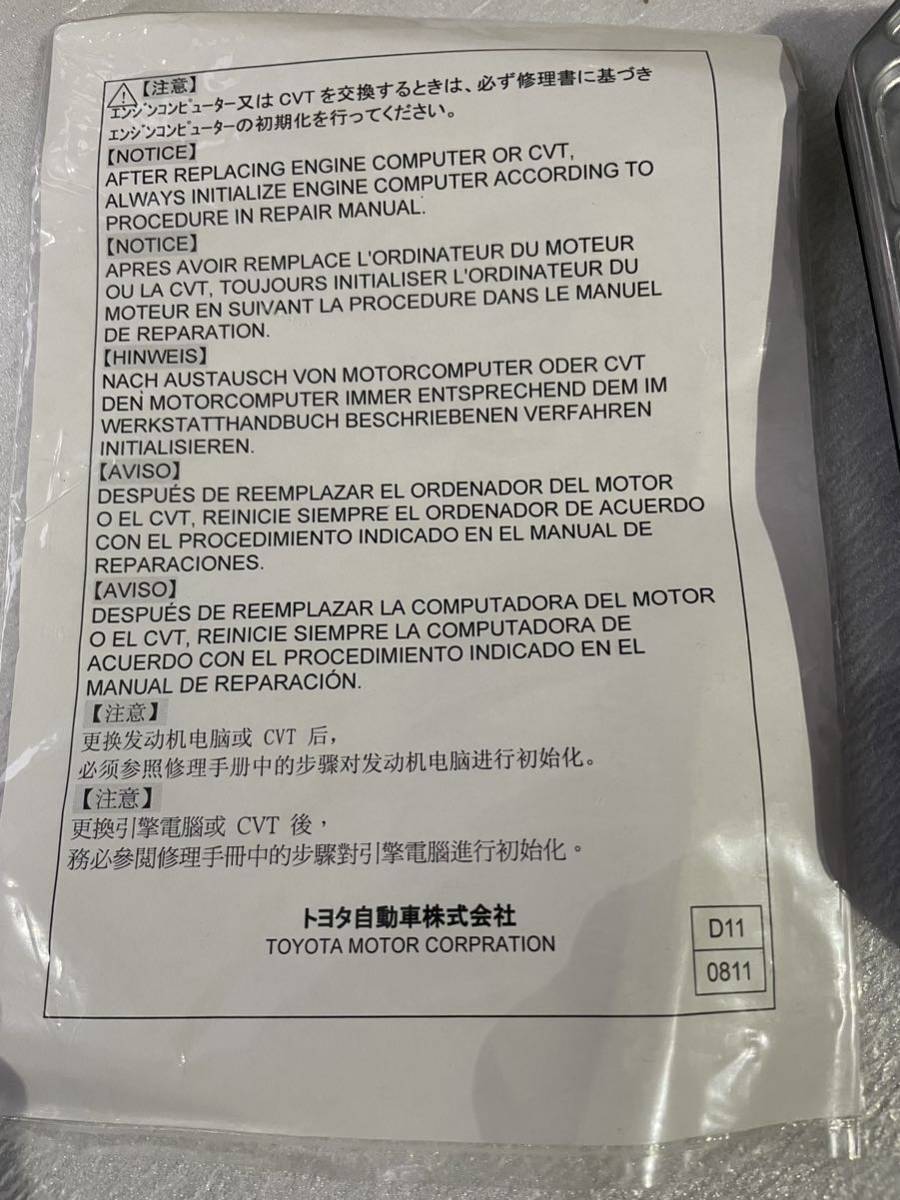 【注意】
エンジンコンピューター又は CVT を交換するときは、必ず修理書に基づき
エンジンコンピューターの初期化を行ってください。
【NOTICE】
AFTER REPLACING ENGINE COMPUTER OR CVT,
ALWAYS INITIALIZE ENGINE COMPUTER ACCORDING TO
PROCEDURE IN REPAIR MANUAL.
【NOTICE】
APRES AVOIR REMPLACE L'ORDINATEUR DU MOTEUR
OU LA CVT, TOUJOURS INITIALISER L'ORDINATEUR DU
MOTEUR EN SUIVANT LA PROCEDURE DANS LE MANUEL
DE REPARATION.
【HINWEIS】
NACH AUSTAUSCH VON MOTORCOMPUTER ODER CVT
DEN MOTORCOMPUTER IMMER ENTSPRECHEND DEM IM
WERKSTATTHANDBUCH BESCHRIEBENEN VERFAHREN
INITIALISIEREN.
【AVISO】
DESPUÉS DE REEMPLAZAR EL ORDENADOR DEL MOTOR
O EL CVT, REINICIE SIEMPRE EL ORDENADOR DE ACUERDO
CON EL PROCEDIMIENTO INDICADO EN EL MANUAL DE
REPARACIONES.
【AVISO】
DESPUÉS DE REEMPLAZAR LA COMPUTADORA DEL MOTOR
O EL CVT, REINICIE SIEMPRE LA COMPUTADORA DE
ACUERDO CON EL PROCEDIMIENTO INDICADO EN EL
MANUAL DE REPARACIÓN.
【注意】
更换发动机电脑或 CVT 后,
必须参照修理手册中的步骤对发动机电脑进行初始化。
【注意】
更換引擎電腦或 CVT 後，
務必參閱修理手冊中的步驟對引擎電腦進行初始化。
トヨタ自動車株式会社
TOYOTA MOTOR CORPRATION
D11
0811